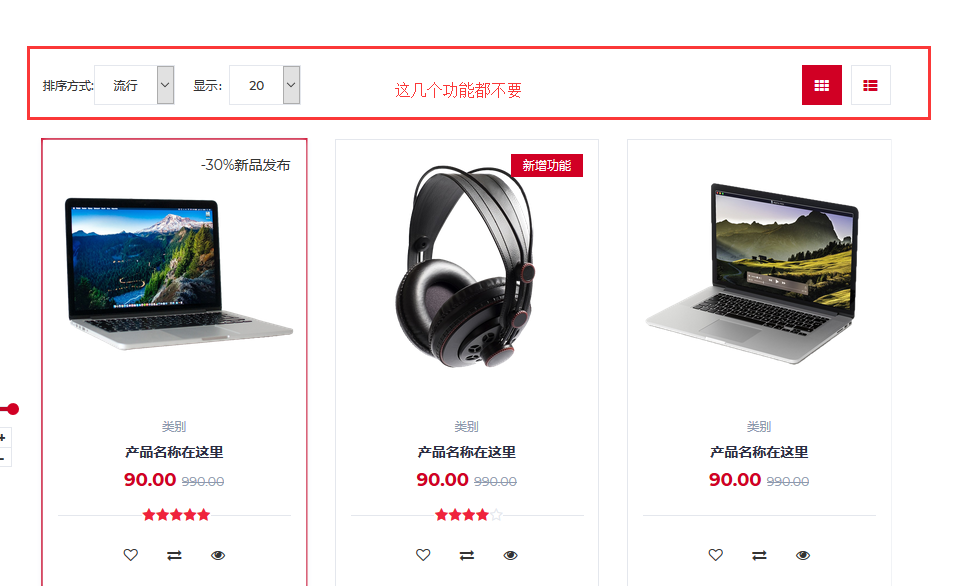 排序方式: 流行 显示: 20 这几个功能都不要
-30%新品发布
新增功能
类别 类别 类别
产品名称在这里 产品名称在这里 产品名称在这里
90.00 990.00 90.00 990.00 90.00 990.00